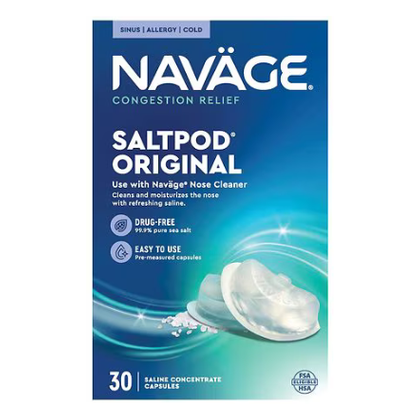 SINUS | ALLERGY | COLD
NAVÄGE®
CONGESTION RELIEF
SALTPOD®
ORIGINAL
Use with Naväge® Nose Cleaner
Cleans and moisturizes the nose
with refreshing saline.
DRUG-FREE
99.9% pure sea salt
EASY TO USE
Pre-measured capsules
30
SALINE CONCENTRATE
CAPSULES
FSA
ELIGIBLE
HSA